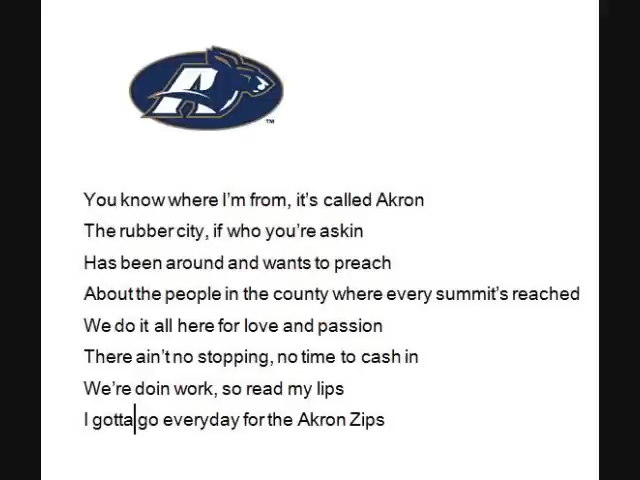 A
™
You know where I'm from, it's called Akron
The rubber city, if who you're askin
Has been around and wants to preach
About the people in the county where every summit's reached
We do it all here for love and passion
There ain't no stopping, no time to cash in
We're doin work, so read my lips
I gotta go everyday for the Akron Zips